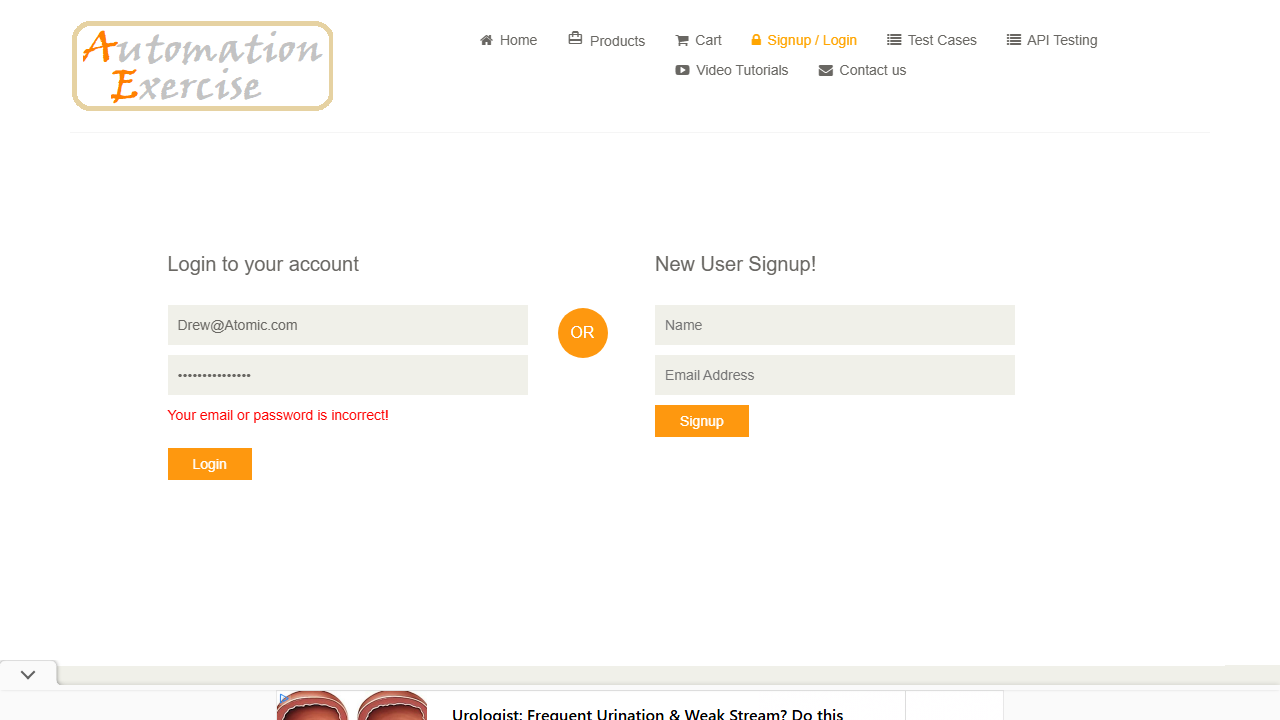 Automation
Exercise
Home
Products
Cart
Signup / Login
Test Cases
API Testing
Video Tutorials
Contact us
Login to your account
Drew@Atomic.com
•••••••••••••••
Your email or password is incorrect!
Login
OR
New User Signup!
Name
Email Address
Signup
Urologist: Frequent Urination & Weak Stream? Do this